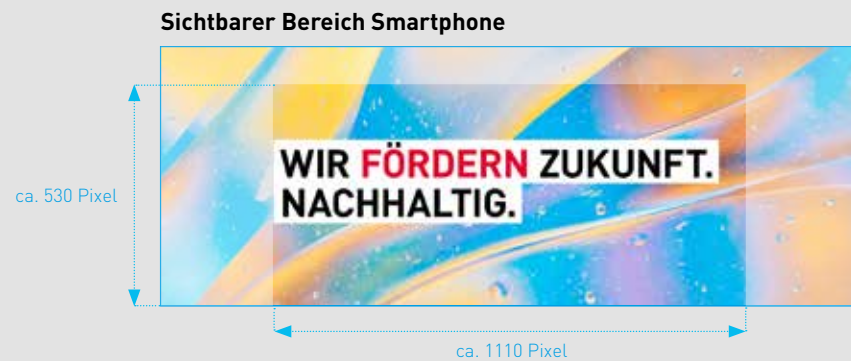 Sichtbarer Bereich Smartphone
WIR FÖRDERN ZUKUNFT.
NACHHALTIG.
ca. 530 Pixel
ca. 1110 Pixel